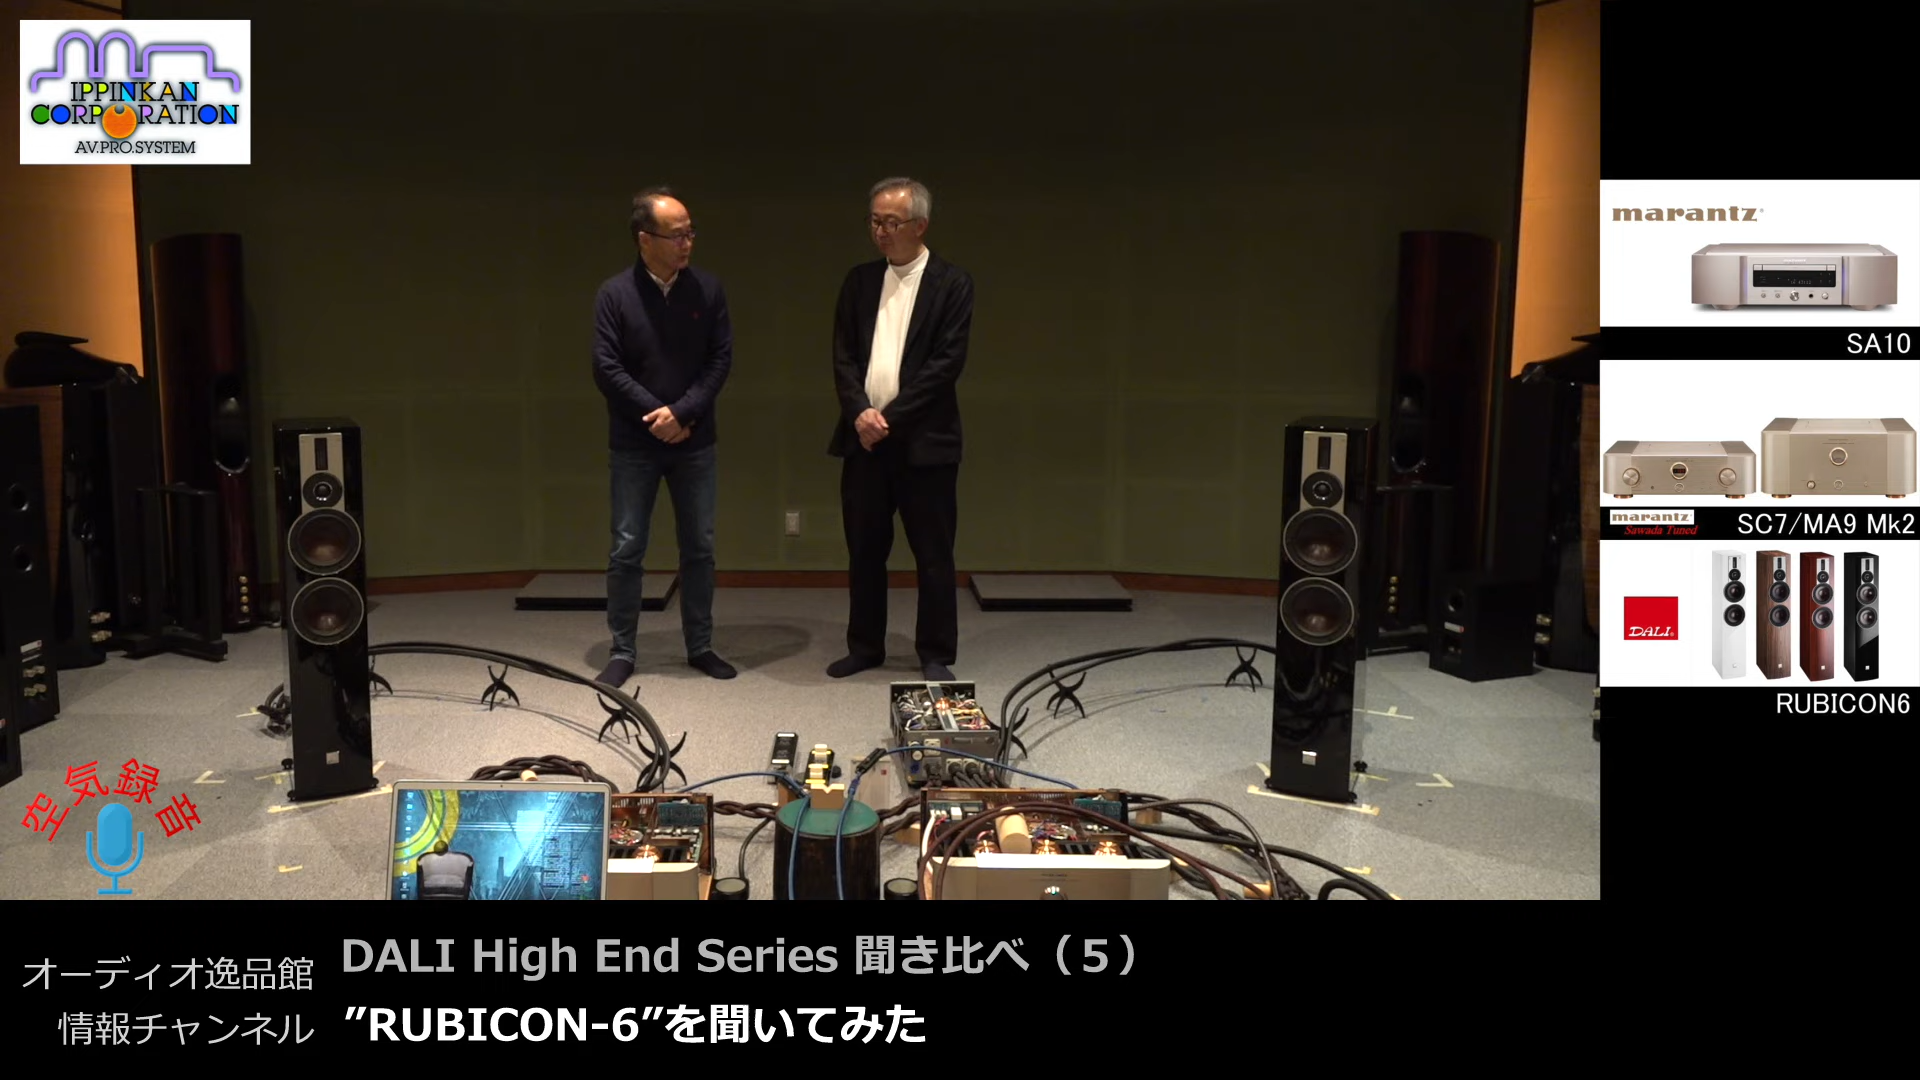 IPPINKAN
CORPORATION
AV.PRO.SYSTEM
marantz
SA10
marantz
Sawada Tuned
SC7/MA9 Mk2
DALI
RUBICON6
空気録音
オーディオ逸品館
情報チャンネル
DALI High End Series 聞き比べ（５）
”RUBICON-6”を聞いてみた